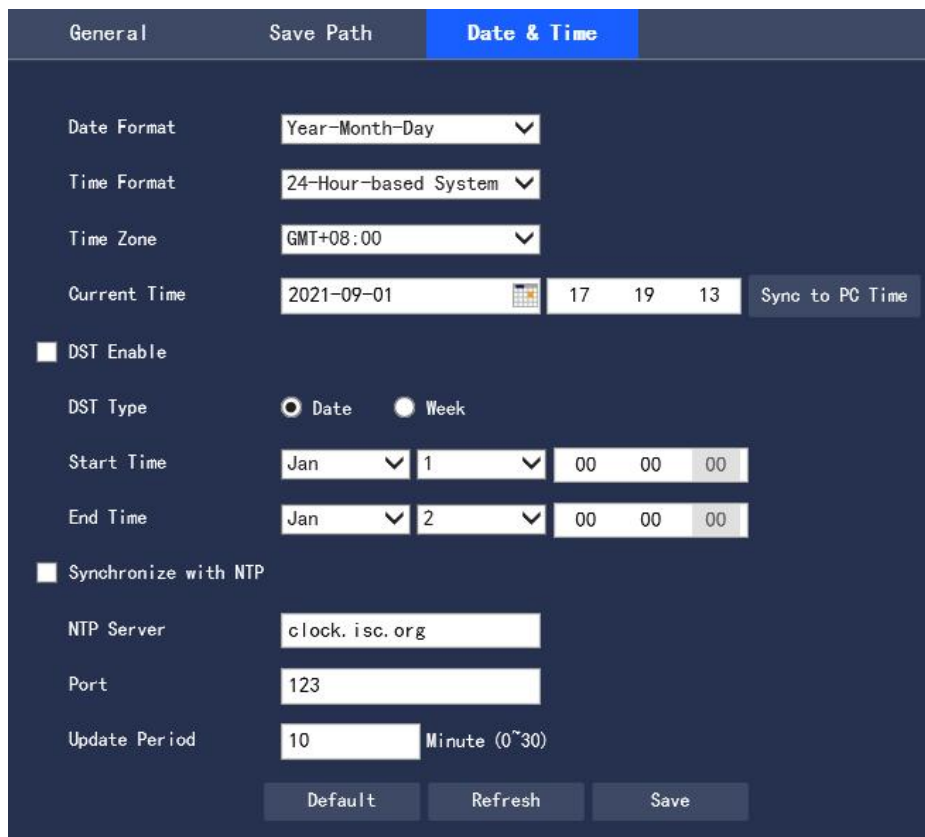 General Save Path Date & Time
Date Format Year-Month-Day
Time Format 24-Hour-based System
Time Zone GMT+08:00
Current Time 2021-09-01 17 19 13 Sync to PC Time
DST Enable
DST Type Date Week
Start Time Jan 1 00 00 00
End Time Jan 2 00 00 00
Synchronize with NTP
NTP Server clock.isc.org
Port 123
Update Period 10 Minute (0~30)
Default Refresh Save